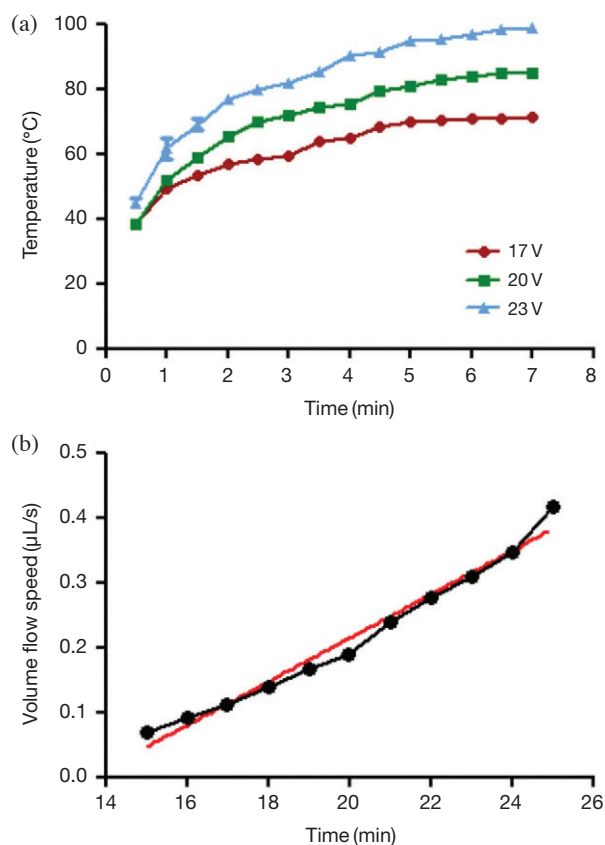 (a)
100
80
60
40
20
0
Temperature (°C)
17 V
20 V
23 V
0 1 2 3 4 5 6 7 8
Time (min)
(b)
0.5
0.4
0.3
0.2
0.1
0.0
Volume flow speed (µL/s)
14 16 18 20 22 24 26
Time (min)